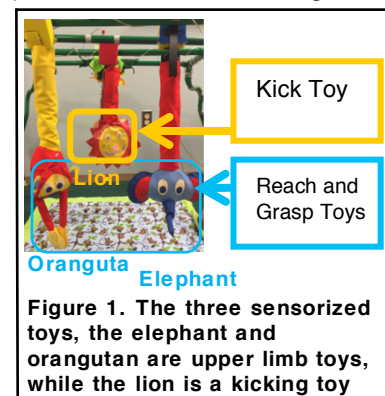 Kick Toy
Lion
Reach and
Grasp Toys
Oranguta
Elephant
Figure 1. The three sensorized
toys, the elephant and
orangutan are upper limb toys,
while the lion is a kicking toy